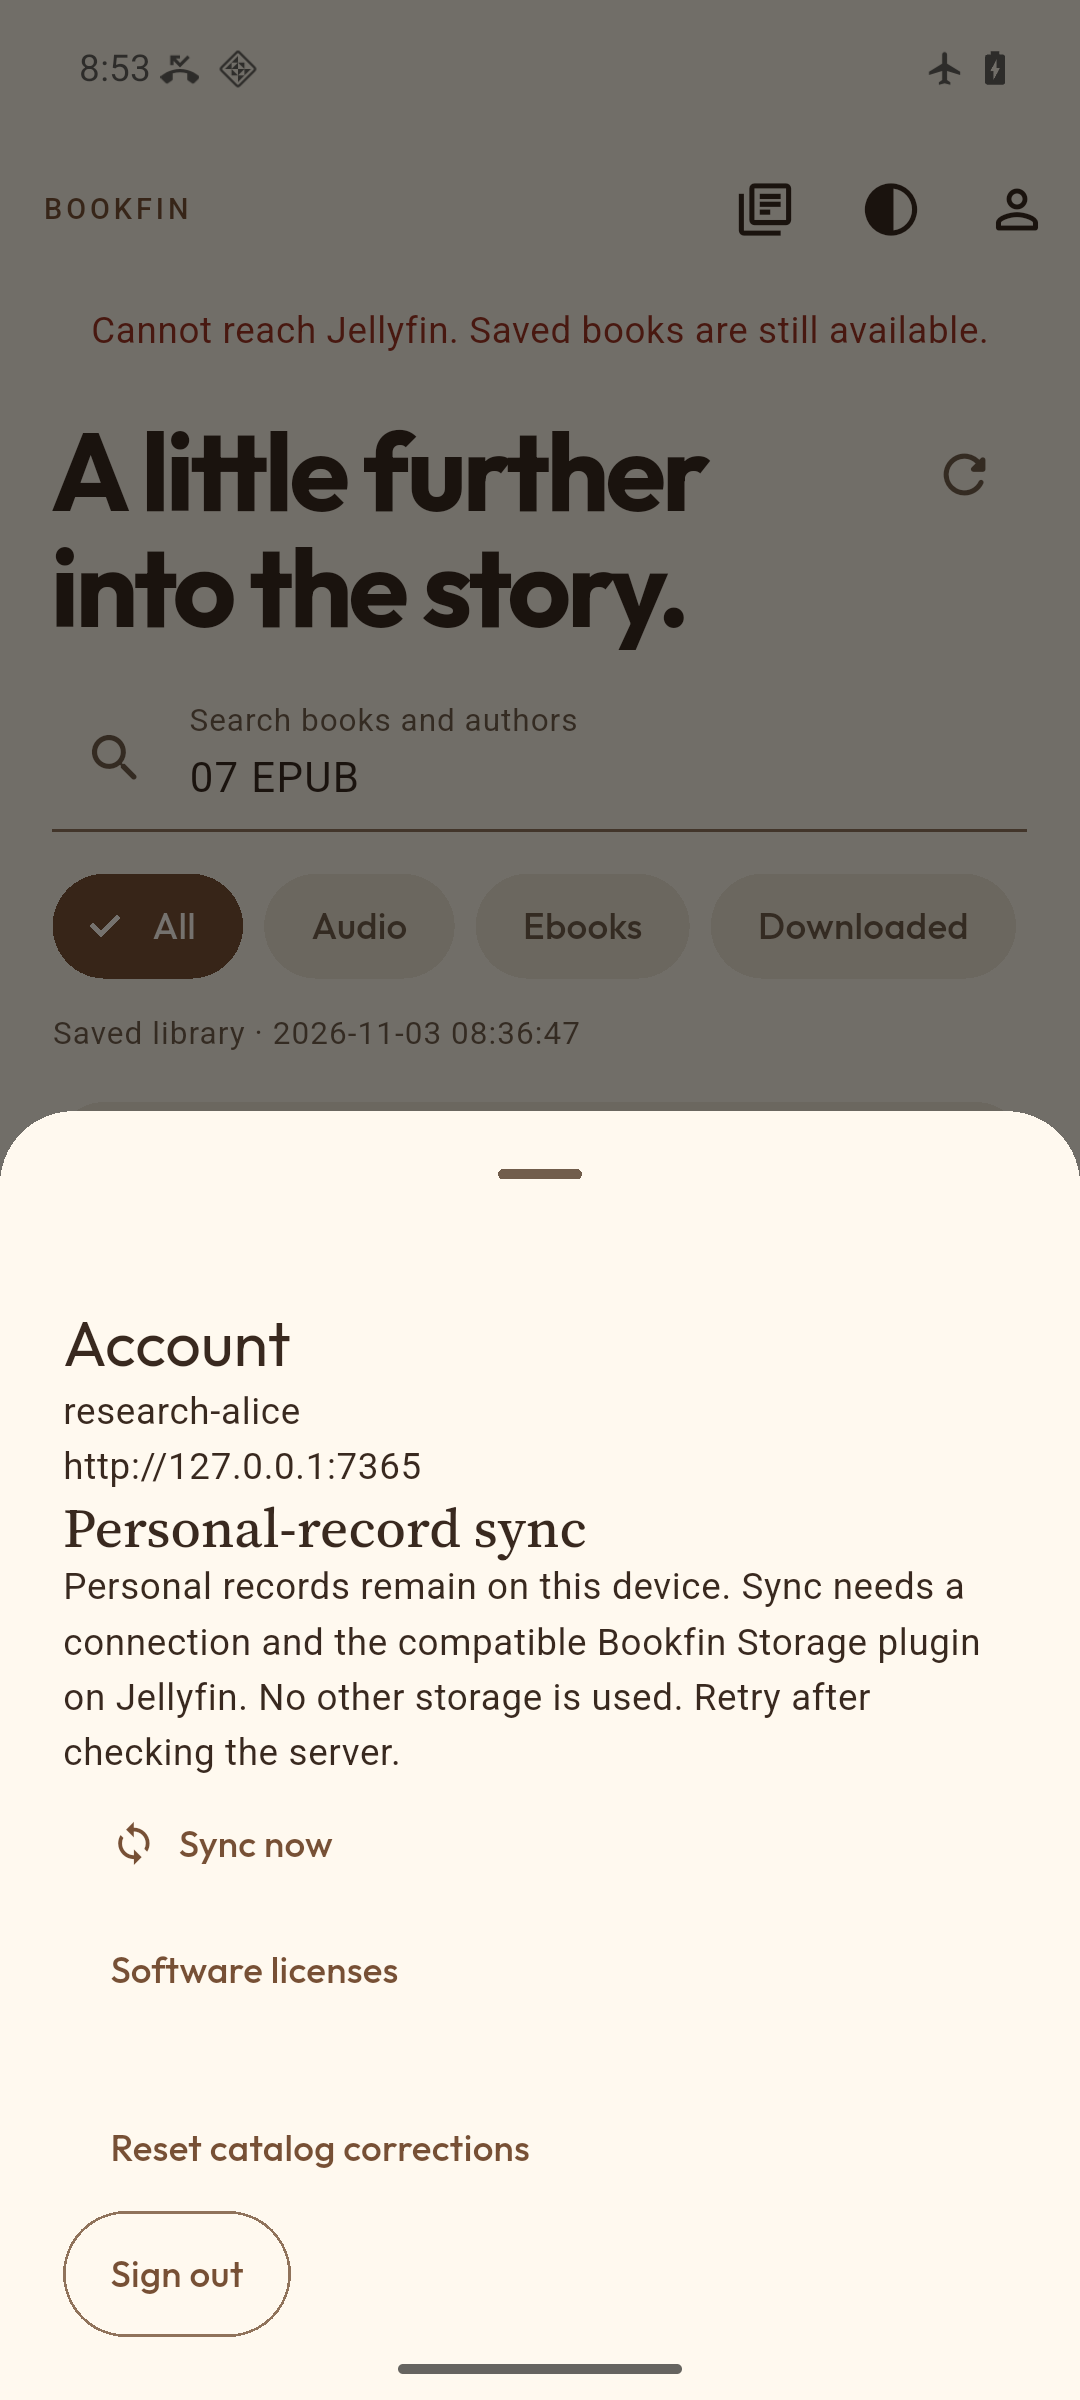 8:53
BOOKFIN
Cannot reach Jellyfin. Saved books are still available.
A little further
into the story.
Search books and authors
07 EPUB
All
Audio
Ebooks
Downloaded
Saved library · 2026-11-03 08:36:47
Account
research-alice
http://127.0.0.1:7365
Personal-record sync
Personal records remain on this device. Sync needs a
connection and the compatible Bookfin Storage plugin
on Jellyfin. No other storage is used. Retry after
checking the server.
Sync now
Software licenses
Reset catalog corrections
Sign out